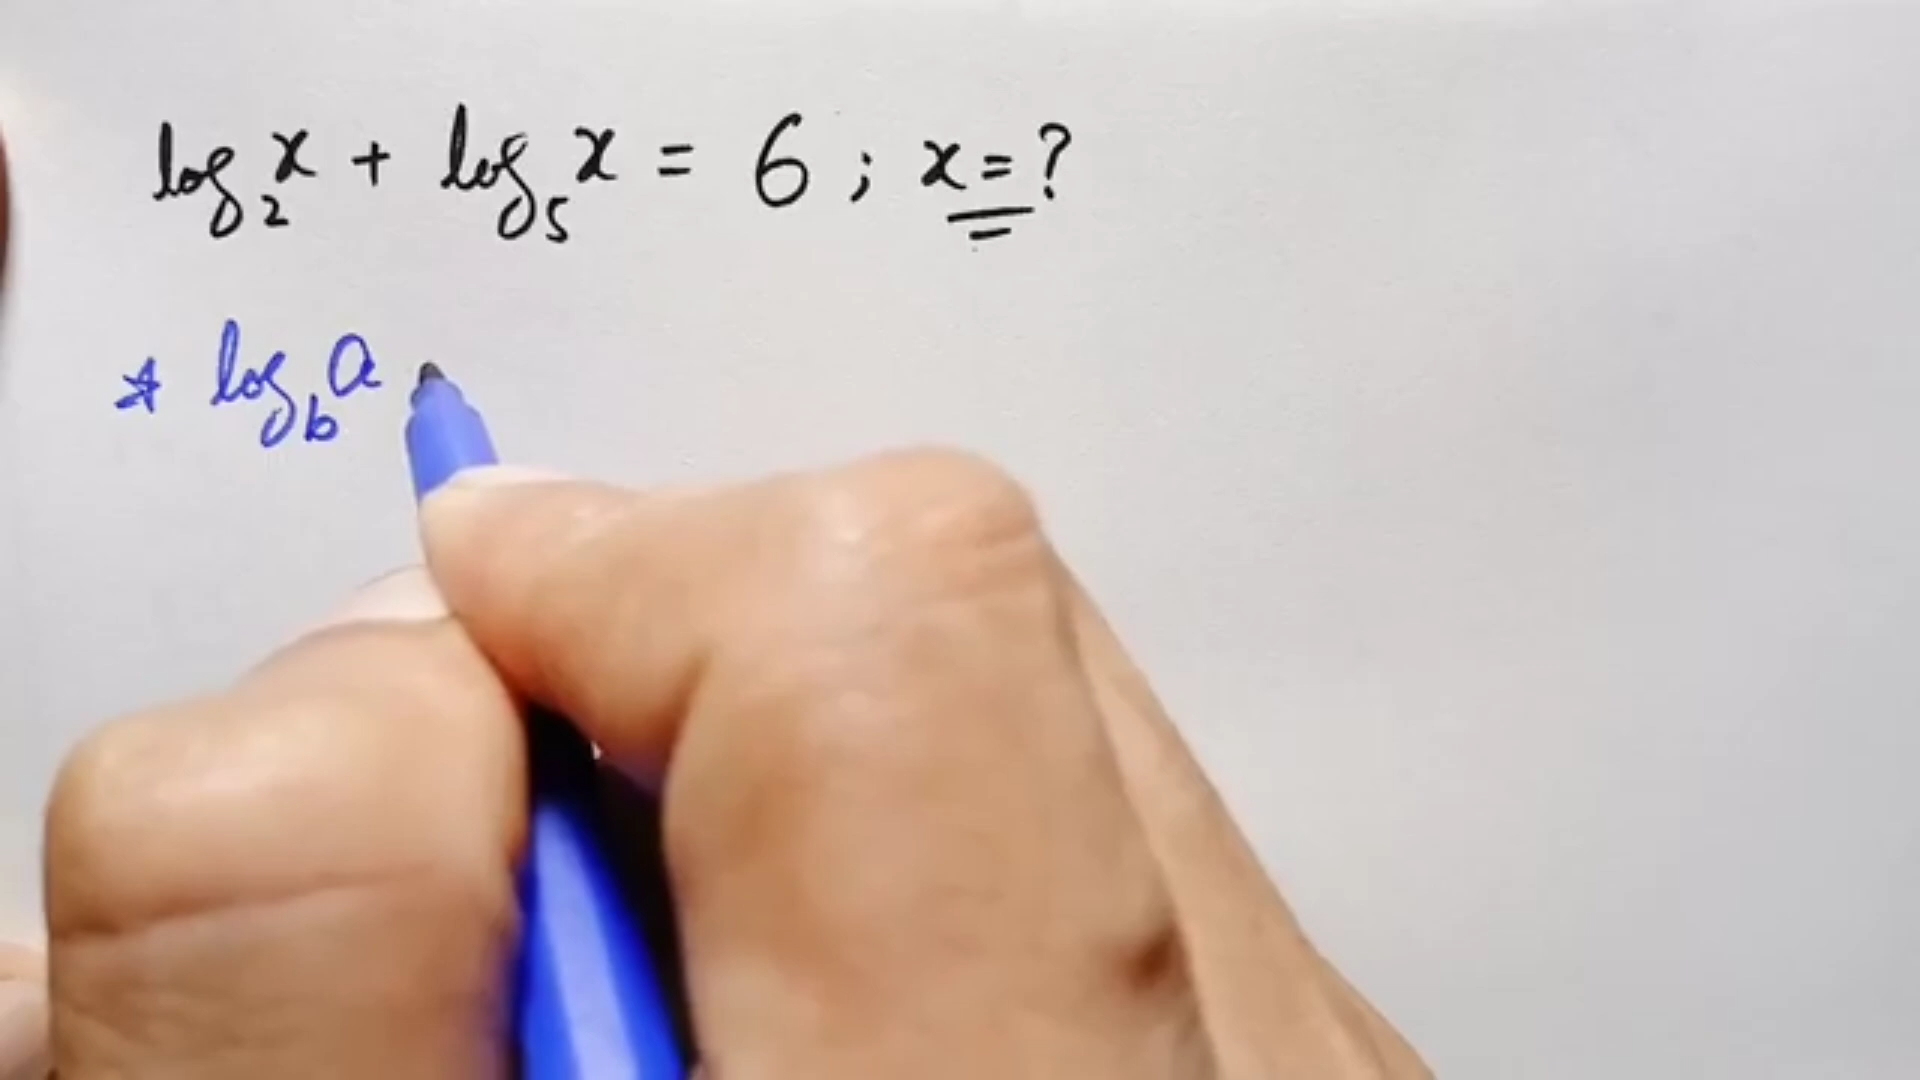 log₂x + log₅x = 6 ; x = ?
* log_b a